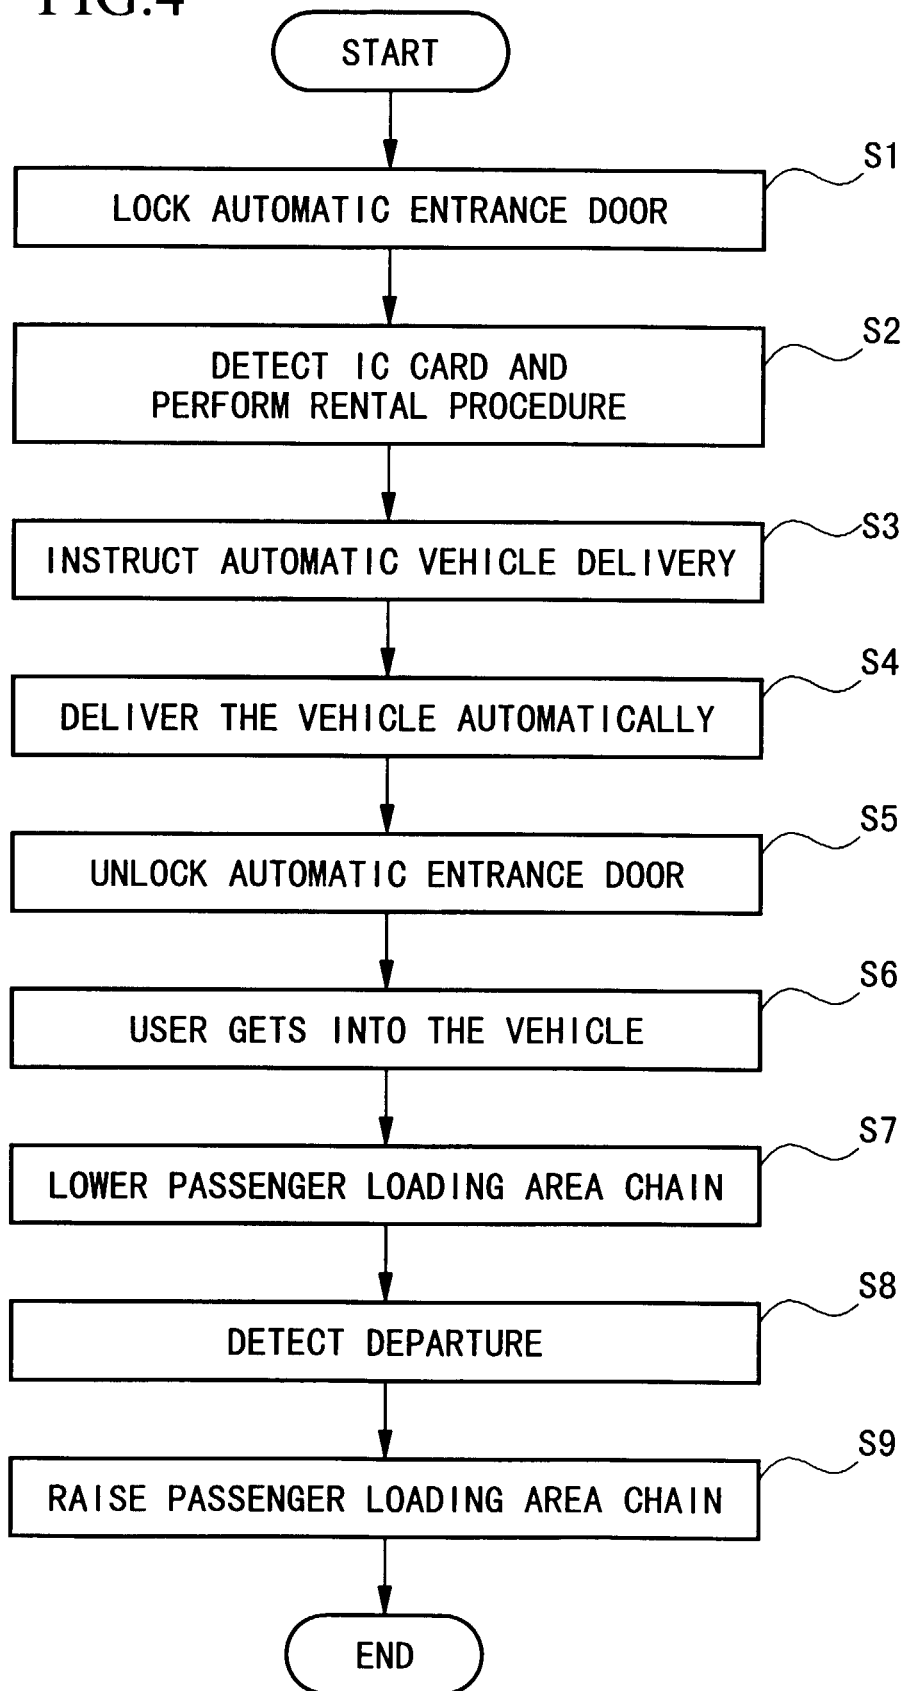 FIG.4
START
S1
LOCK AUTOMATIC ENTRANCE DOOR
S2
DETECT IC CARD AND
PERFORM RENTAL PROCEDURE
S3
INSTRUCT AUTOMATIC VEHICLE DELIVERY
S4
DELIVER THE VEHICLE AUTOMATICALLY
S5
UNLOCK AUTOMATIC ENTRANCE DOOR
S6
USER GETS INTO THE VEHICLE
S7
LOWER PASSENGER LOADING AREA CHAIN
S8
DETECT DEPARTURE
S9
RAISE PASSENGER LOADING AREA CHAIN
END